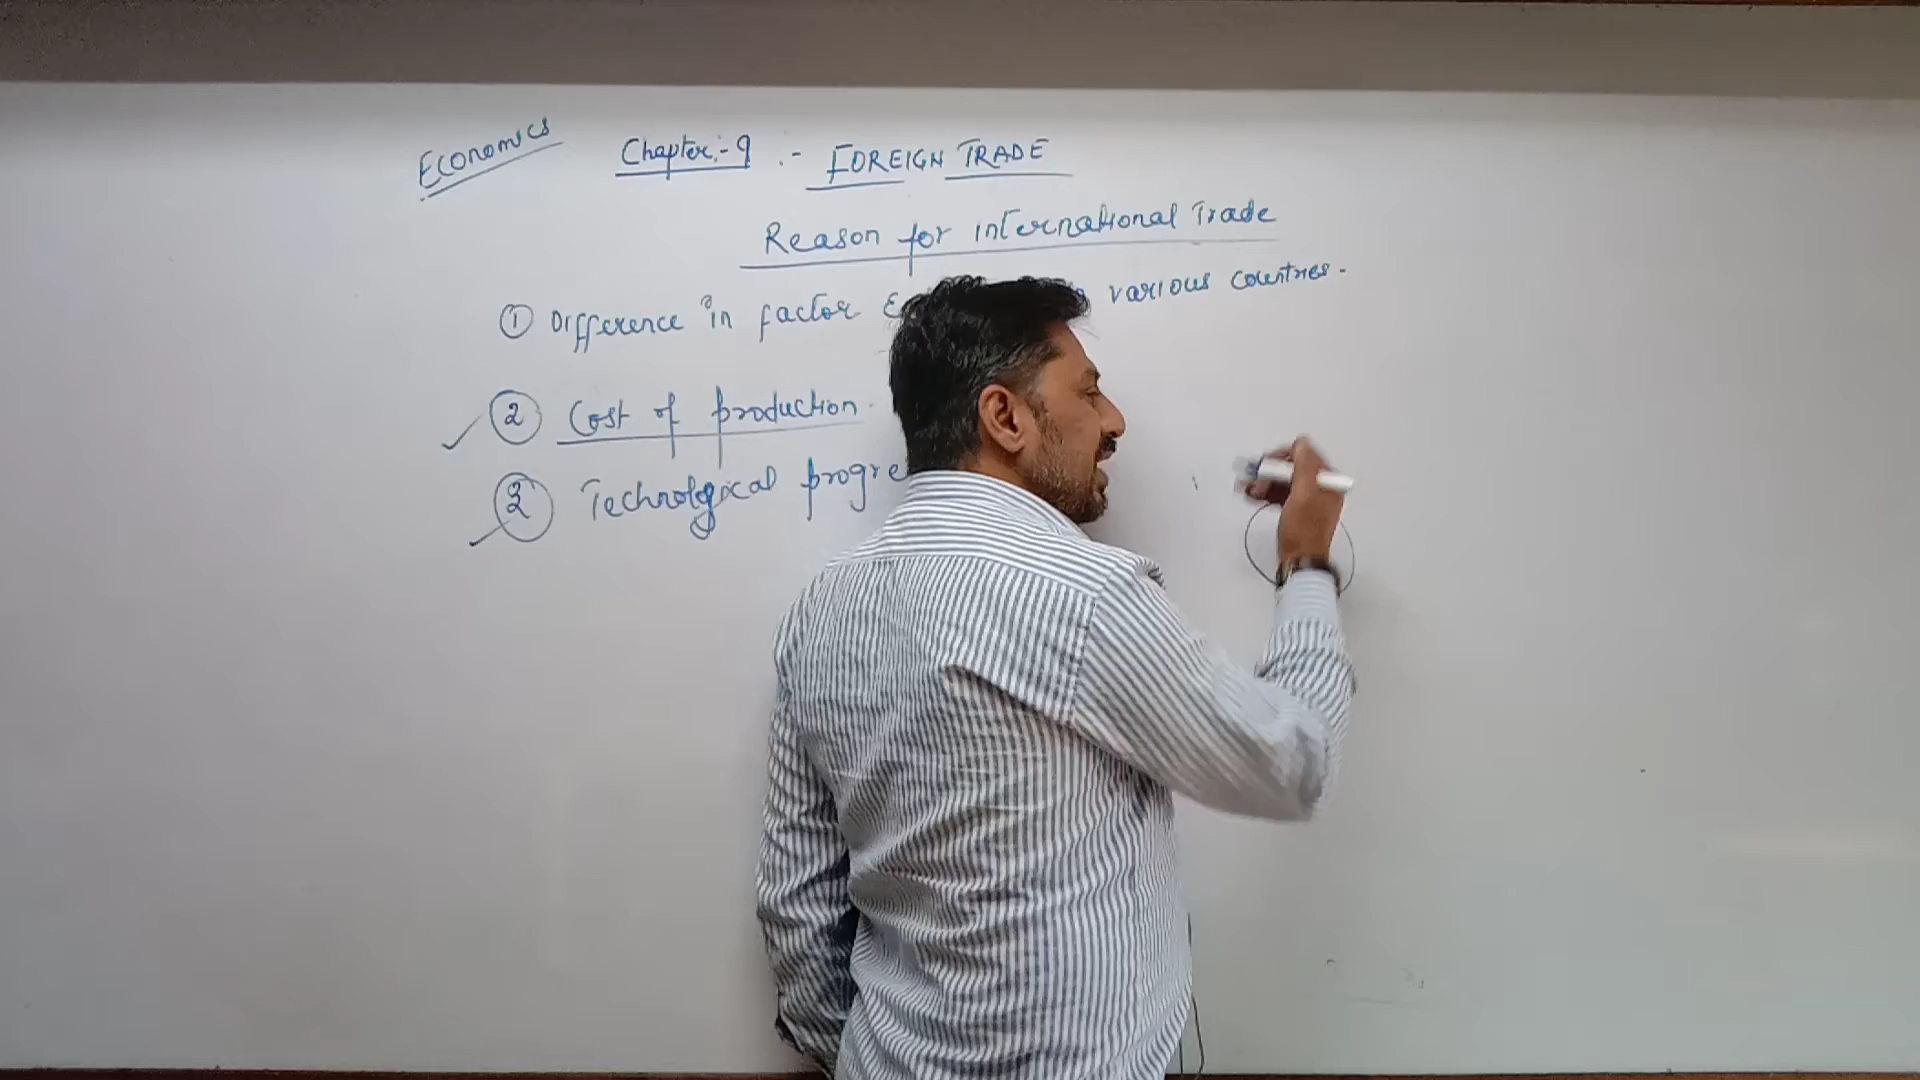 Economics
Chapter:-9 :- FOREIGN TRADE
Reason for international Trade
① Difference in factor various countries.
② Cost of production.
③ Technological progre